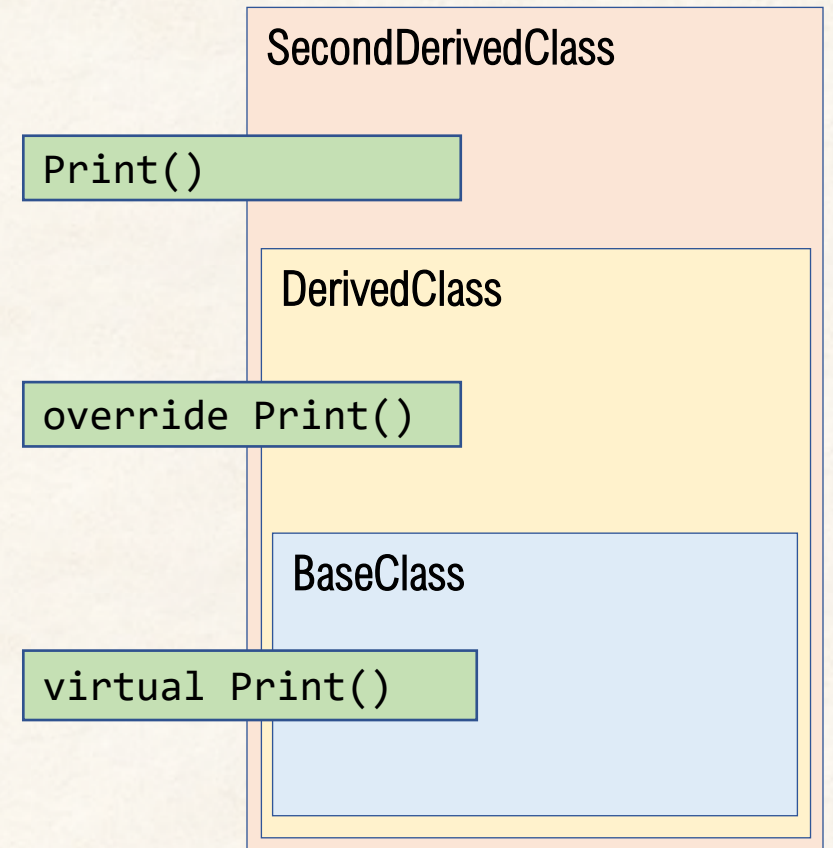 SecondDerivedClass
Print()
DerivedClass
override Print()
BaseClass
virtual Print()